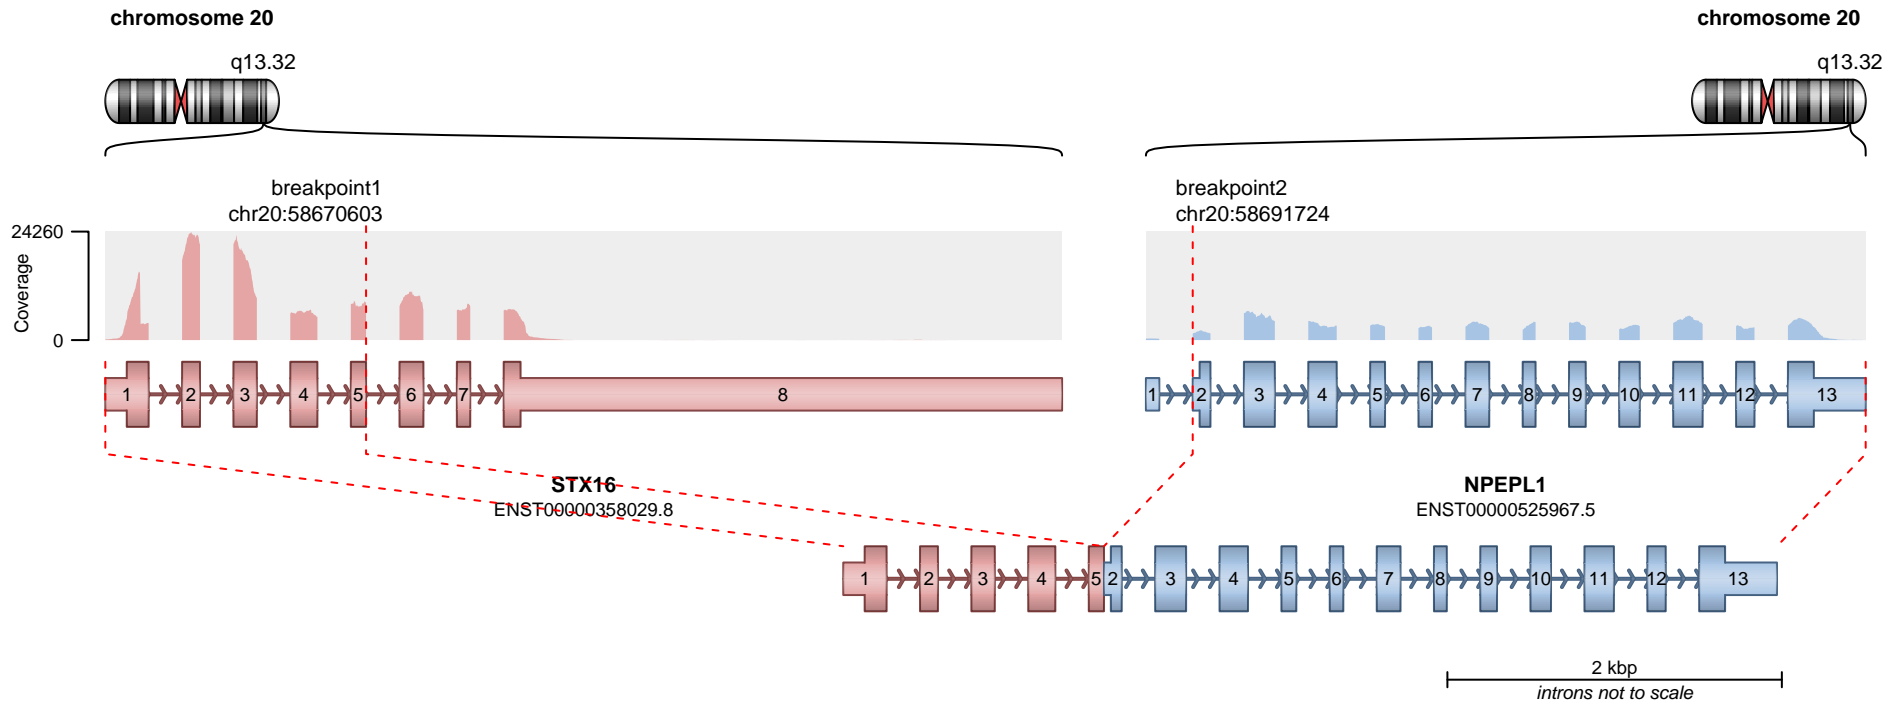 chromosome 20
chromosome 20
q13.32
q13.32
breakpoint1
chr20:58670603
breakpoint2
chr20:58691724
24260
Coverage
0
1 2 3 4 5 6 7 8
1 2 3 4 5 6 7 8 9 10 11 12 13
STX16
ENST00000358029.8
NPEPL1
ENST00000525967.5
1 2 3 4 5 2 3 4 5 6 7 8 9 10 11 12 13
2 kbp
introns not to scale